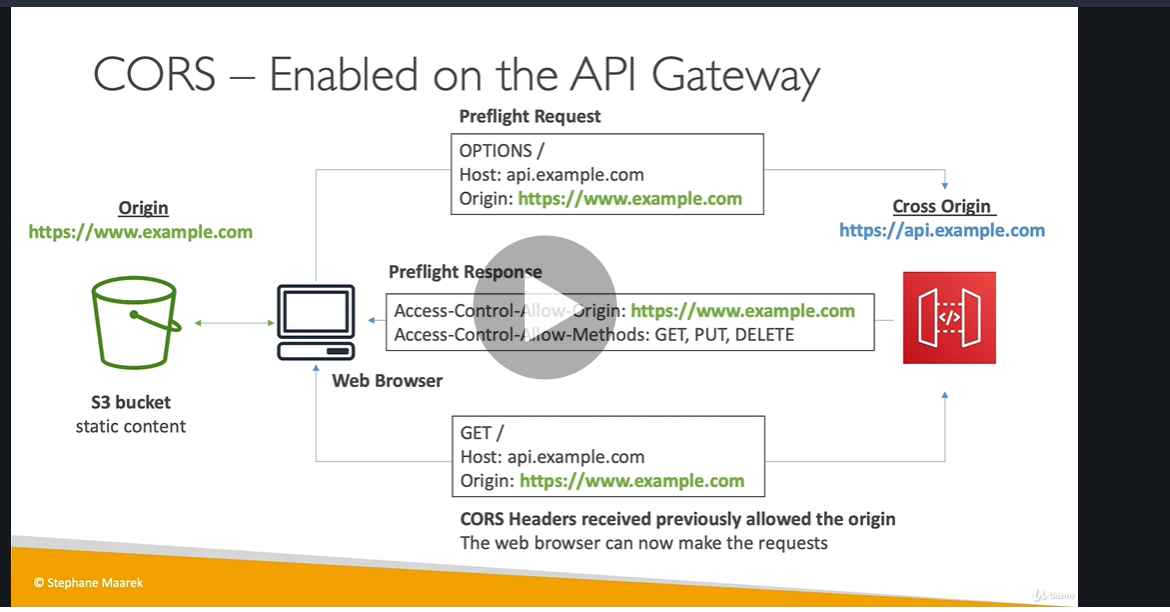 CORS – Enabled on the API Gateway
Preflight Request
OPTIONS /
Host: api.example.com
Origin: https://www.example.com
Origin
https://www.example.com
Cross Origin
https://api.example.com
Preflight Response
Access-Control-Allow-Origin: https://www.example.com
Access-Control-Allow-Methods: GET, PUT, DELETE
</>
Web Browser
S3 bucket
static content
GET /
Host: api.example.com
Origin: https://www.example.com
CORS Headers received previously allowed the origin
The web browser can now make the requests
© Stephane Maarek
Udemy